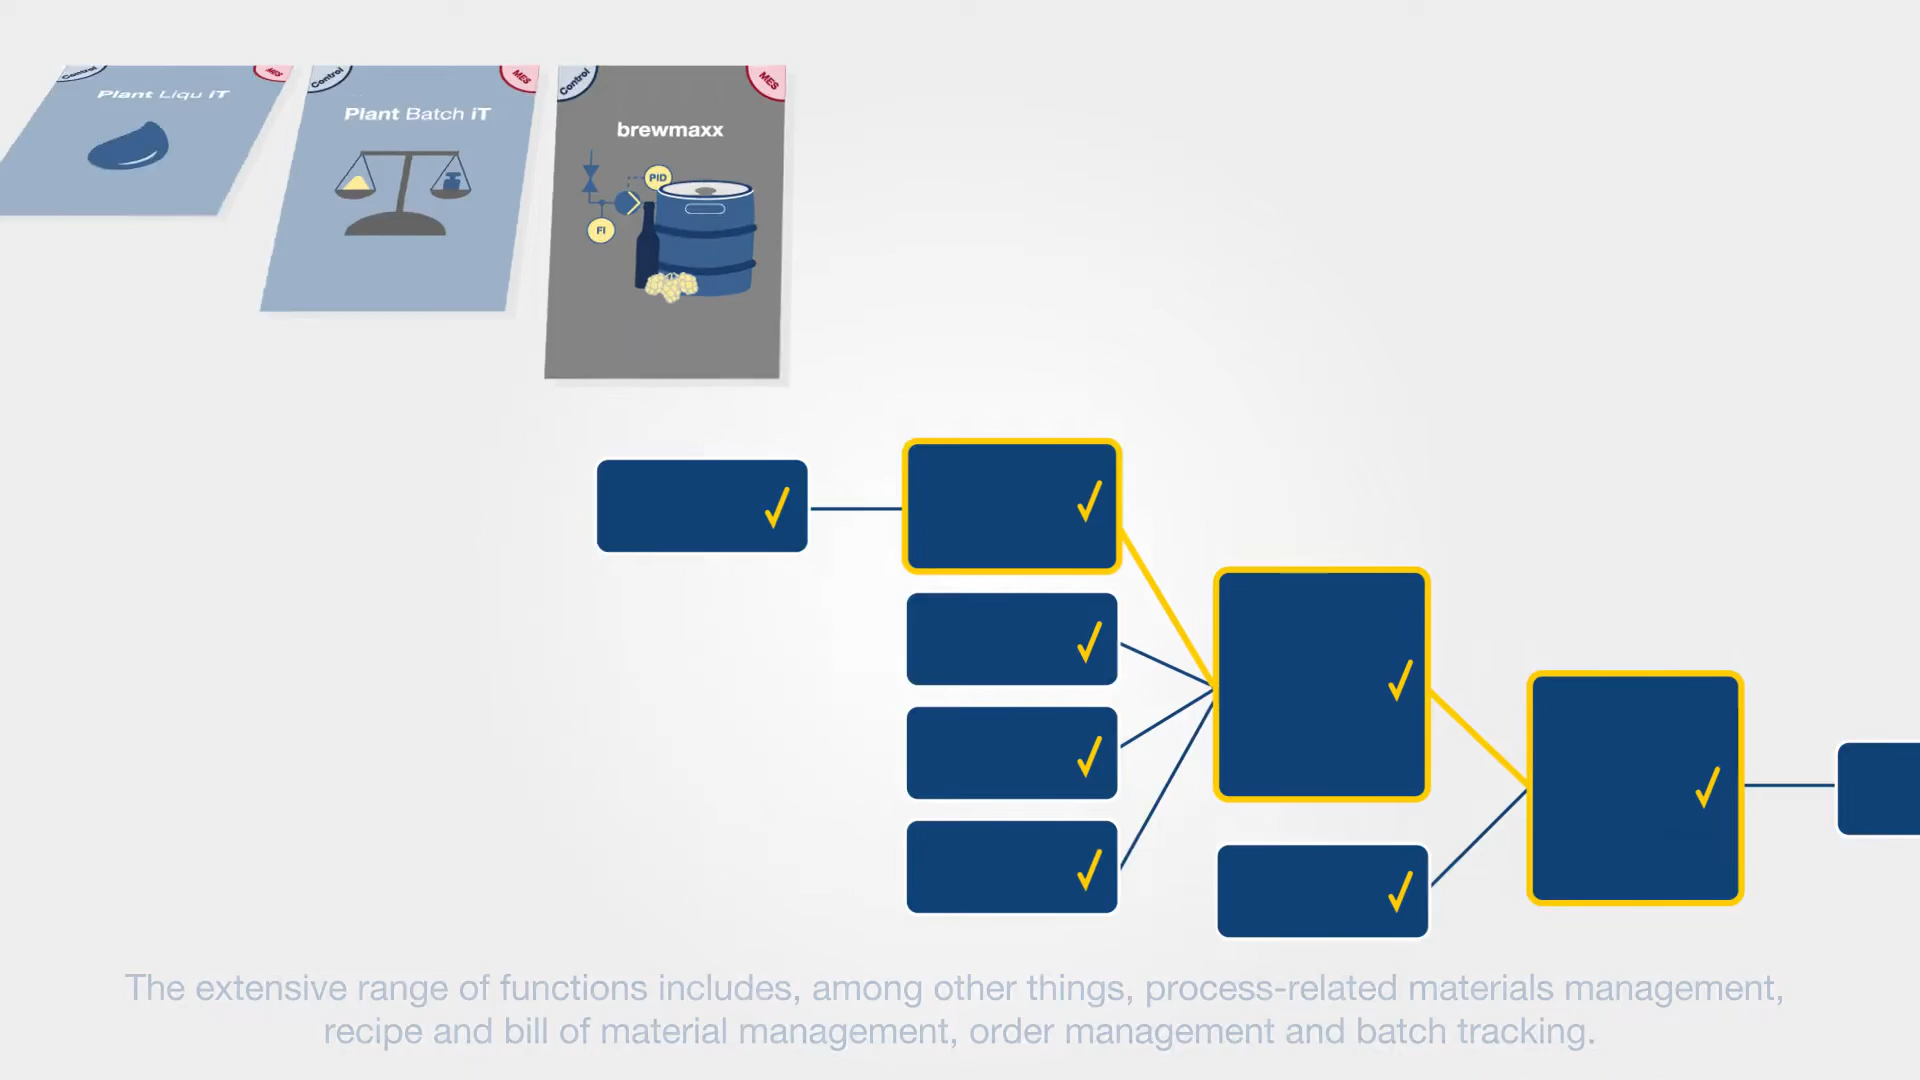 Control
MES
Plant Liqu iT
Control
MES
Plant Batch iT
Control
MES
brewmaxx
PID
FI
The extensive range of functions includes, among other things, process-related materials management,
recipe and bill of material management, order management and batch tracking.